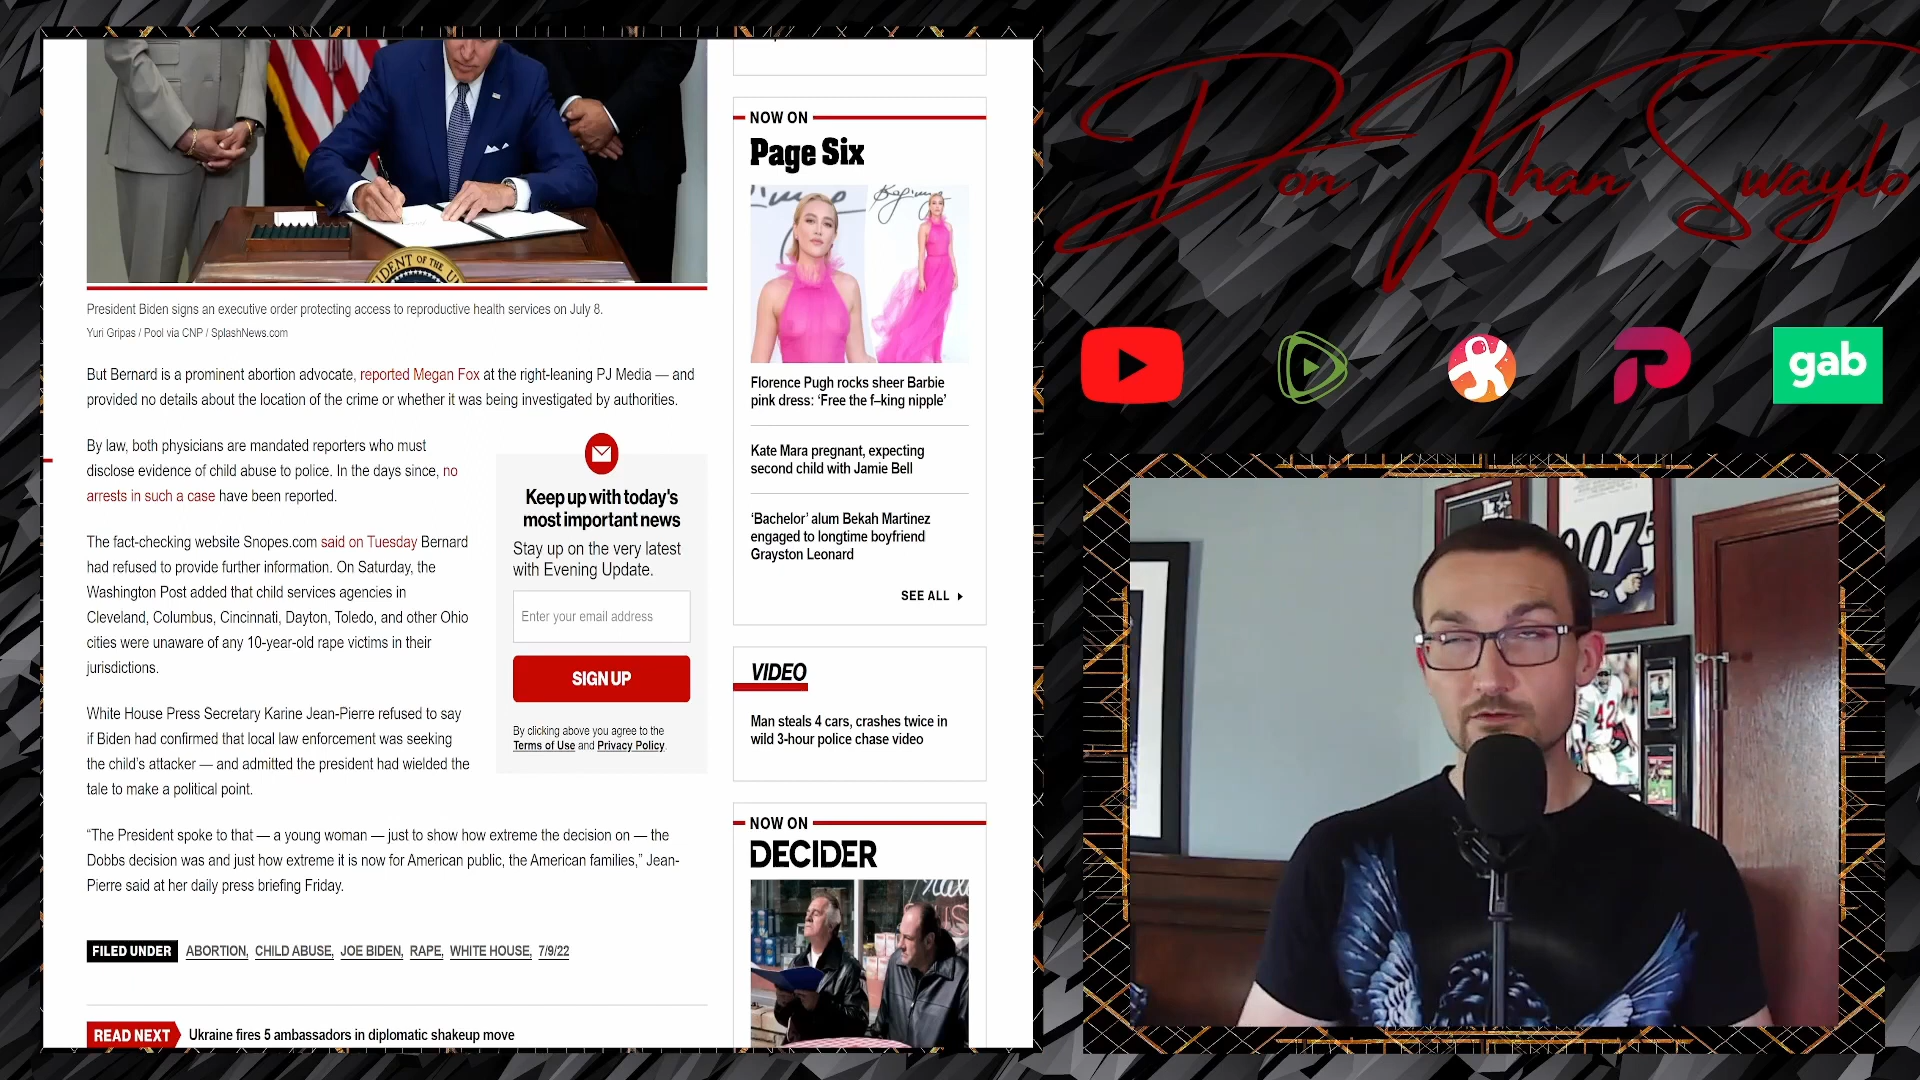 PRESIDENT OF THE U
President Biden signs an executive order protecting access to reproductive health services on July 8.
Yuri Gripas / Pool via CNP / SplashNews.com
But Bernard is a prominent abortion advocate, reported Megan Fox at the right-leaning PJ Media — and
provided no details about the location of the crime or whether it was being investigated by authorities.
By law, both physicians are mandated reporters who must
disclose evidence of child abuse to police. In the days since, no
arrests in such a case have been reported.
The fact-checking website Snopes.com said on Tuesday Bernard
had refused to provide further information. On Saturday, the
Washington Post added that child services agencies in
Cleveland, Columbus, Cincinnati, Dayton, Toledo, and other Ohio
cities were unaware of any 10-year-old rape victims in their
jurisdictions.
White House Press Secretary Karine Jean-Pierre refused to say
if Biden had confirmed that local law enforcement was seeking
the child's attacker — and admitted the president had wielded the
tale to make a political point.
“The President spoke to that — a young woman — just to show how extreme the decision on — the
Dobbs decision was and just how extreme it is now for American public, the American families,” Jean-
Pierre said at her daily press briefing Friday.
FILED UNDER ABORTION, CHILD ABUSE, JOE BIDEN, RAPE, WHITE HOUSE, 7/9/22
READ NEXT Ukraine fires 5 ambassadors in diplomatic shakeup move
Keep up with today's
most important news
Stay up on the very latest
with Evening Update.
Enter your email address
SIGN UP
By clicking above you agree to the
Terms of Use and Privacy Policy.
NOW ON
Page Six
Florence Pugh rocks sheer Barbie
pink dress: ‘Free the f–king nipple’
Kate Mara pregnant, expecting
second child with Jamie Bell
‘Bachelor’ alum Bekah Martinez
engaged to longtime boyfriend
Grayston Leonard
SEE ALL
VIDEO
Man steals 4 cars, crashes twice in
wild 3-hour police chase video
NOW ON
DECIDER
Don Khan Swaylo
gab
007
42